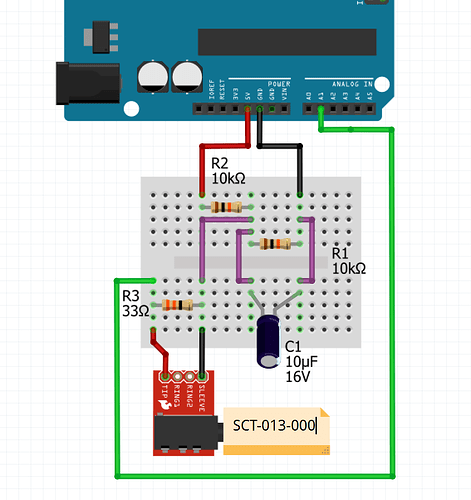 POWER
ANALOG IN
IOREF
RESET
3V3
5V
GND
GND
VIN
A0
A1
A2
A3
A4
A5
R2
10kΩ
R1
10kΩ
R3
33Ω
C1
10µF
16V
TIP
RING1
RING2
SLEEVE
SCT-013-000